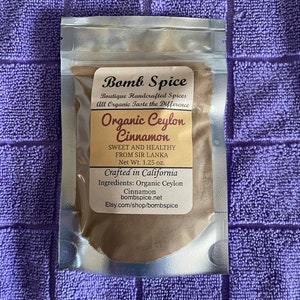 Bomb Spice
Boutique Handcrafted Spices
All Organic Taste the Difference
Organic Ceylon
Cinnamon
SWEET AND HEALTHY
FROM SIR LANKA
Net Wt. 1.25 oz.
Crafted in California
Ingredients: Organic Ceylon
Cinnamon
bombspice.net
Etsy.com/shop/bombspice